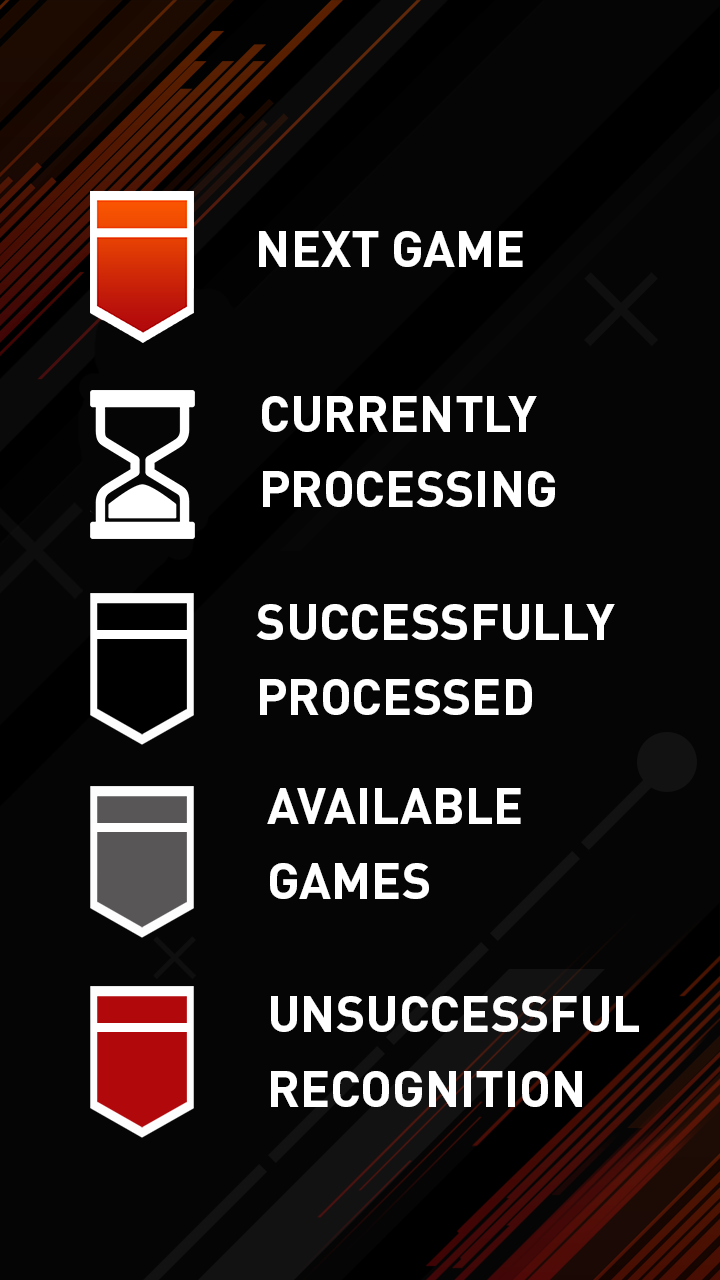 NEXT GAME
CURRENTLY
PROCESSING
SUCCESSFULLY
PROCESSED
AVAILABLE
GAMES
UNSUCCESSFUL
RECOGNITION